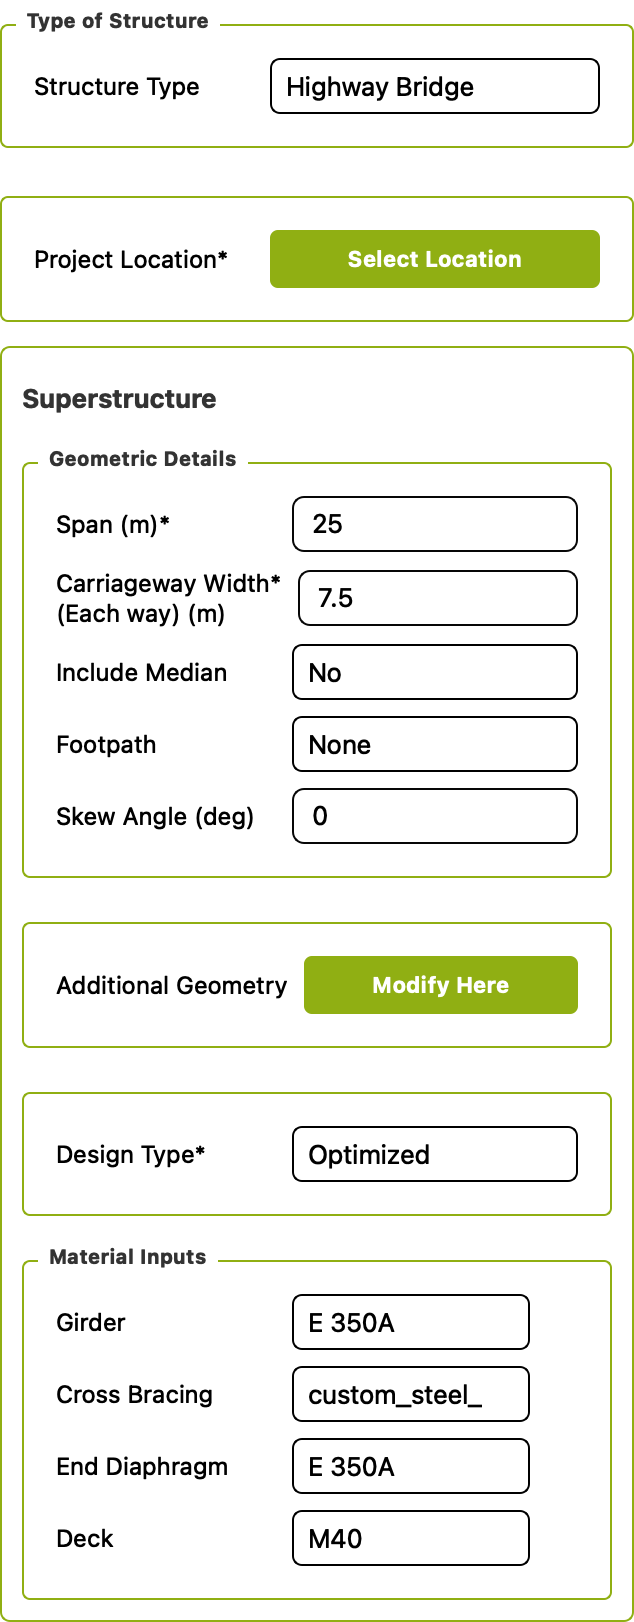 Type of Structure
Structure Type Highway Bridge
Project Location* Select Location
Superstructure
Geometric Details
Span (m)* 25
Carriageway Width*
(Each way) (m) 7.5
Include Median No
Footpath None
Skew Angle (deg) 0
Additional Geometry Modify Here
Design Type* Optimized
Material Inputs
Girder E 350A
Cross Bracing custom_steel_
End Diaphragm E 350A
Deck M40